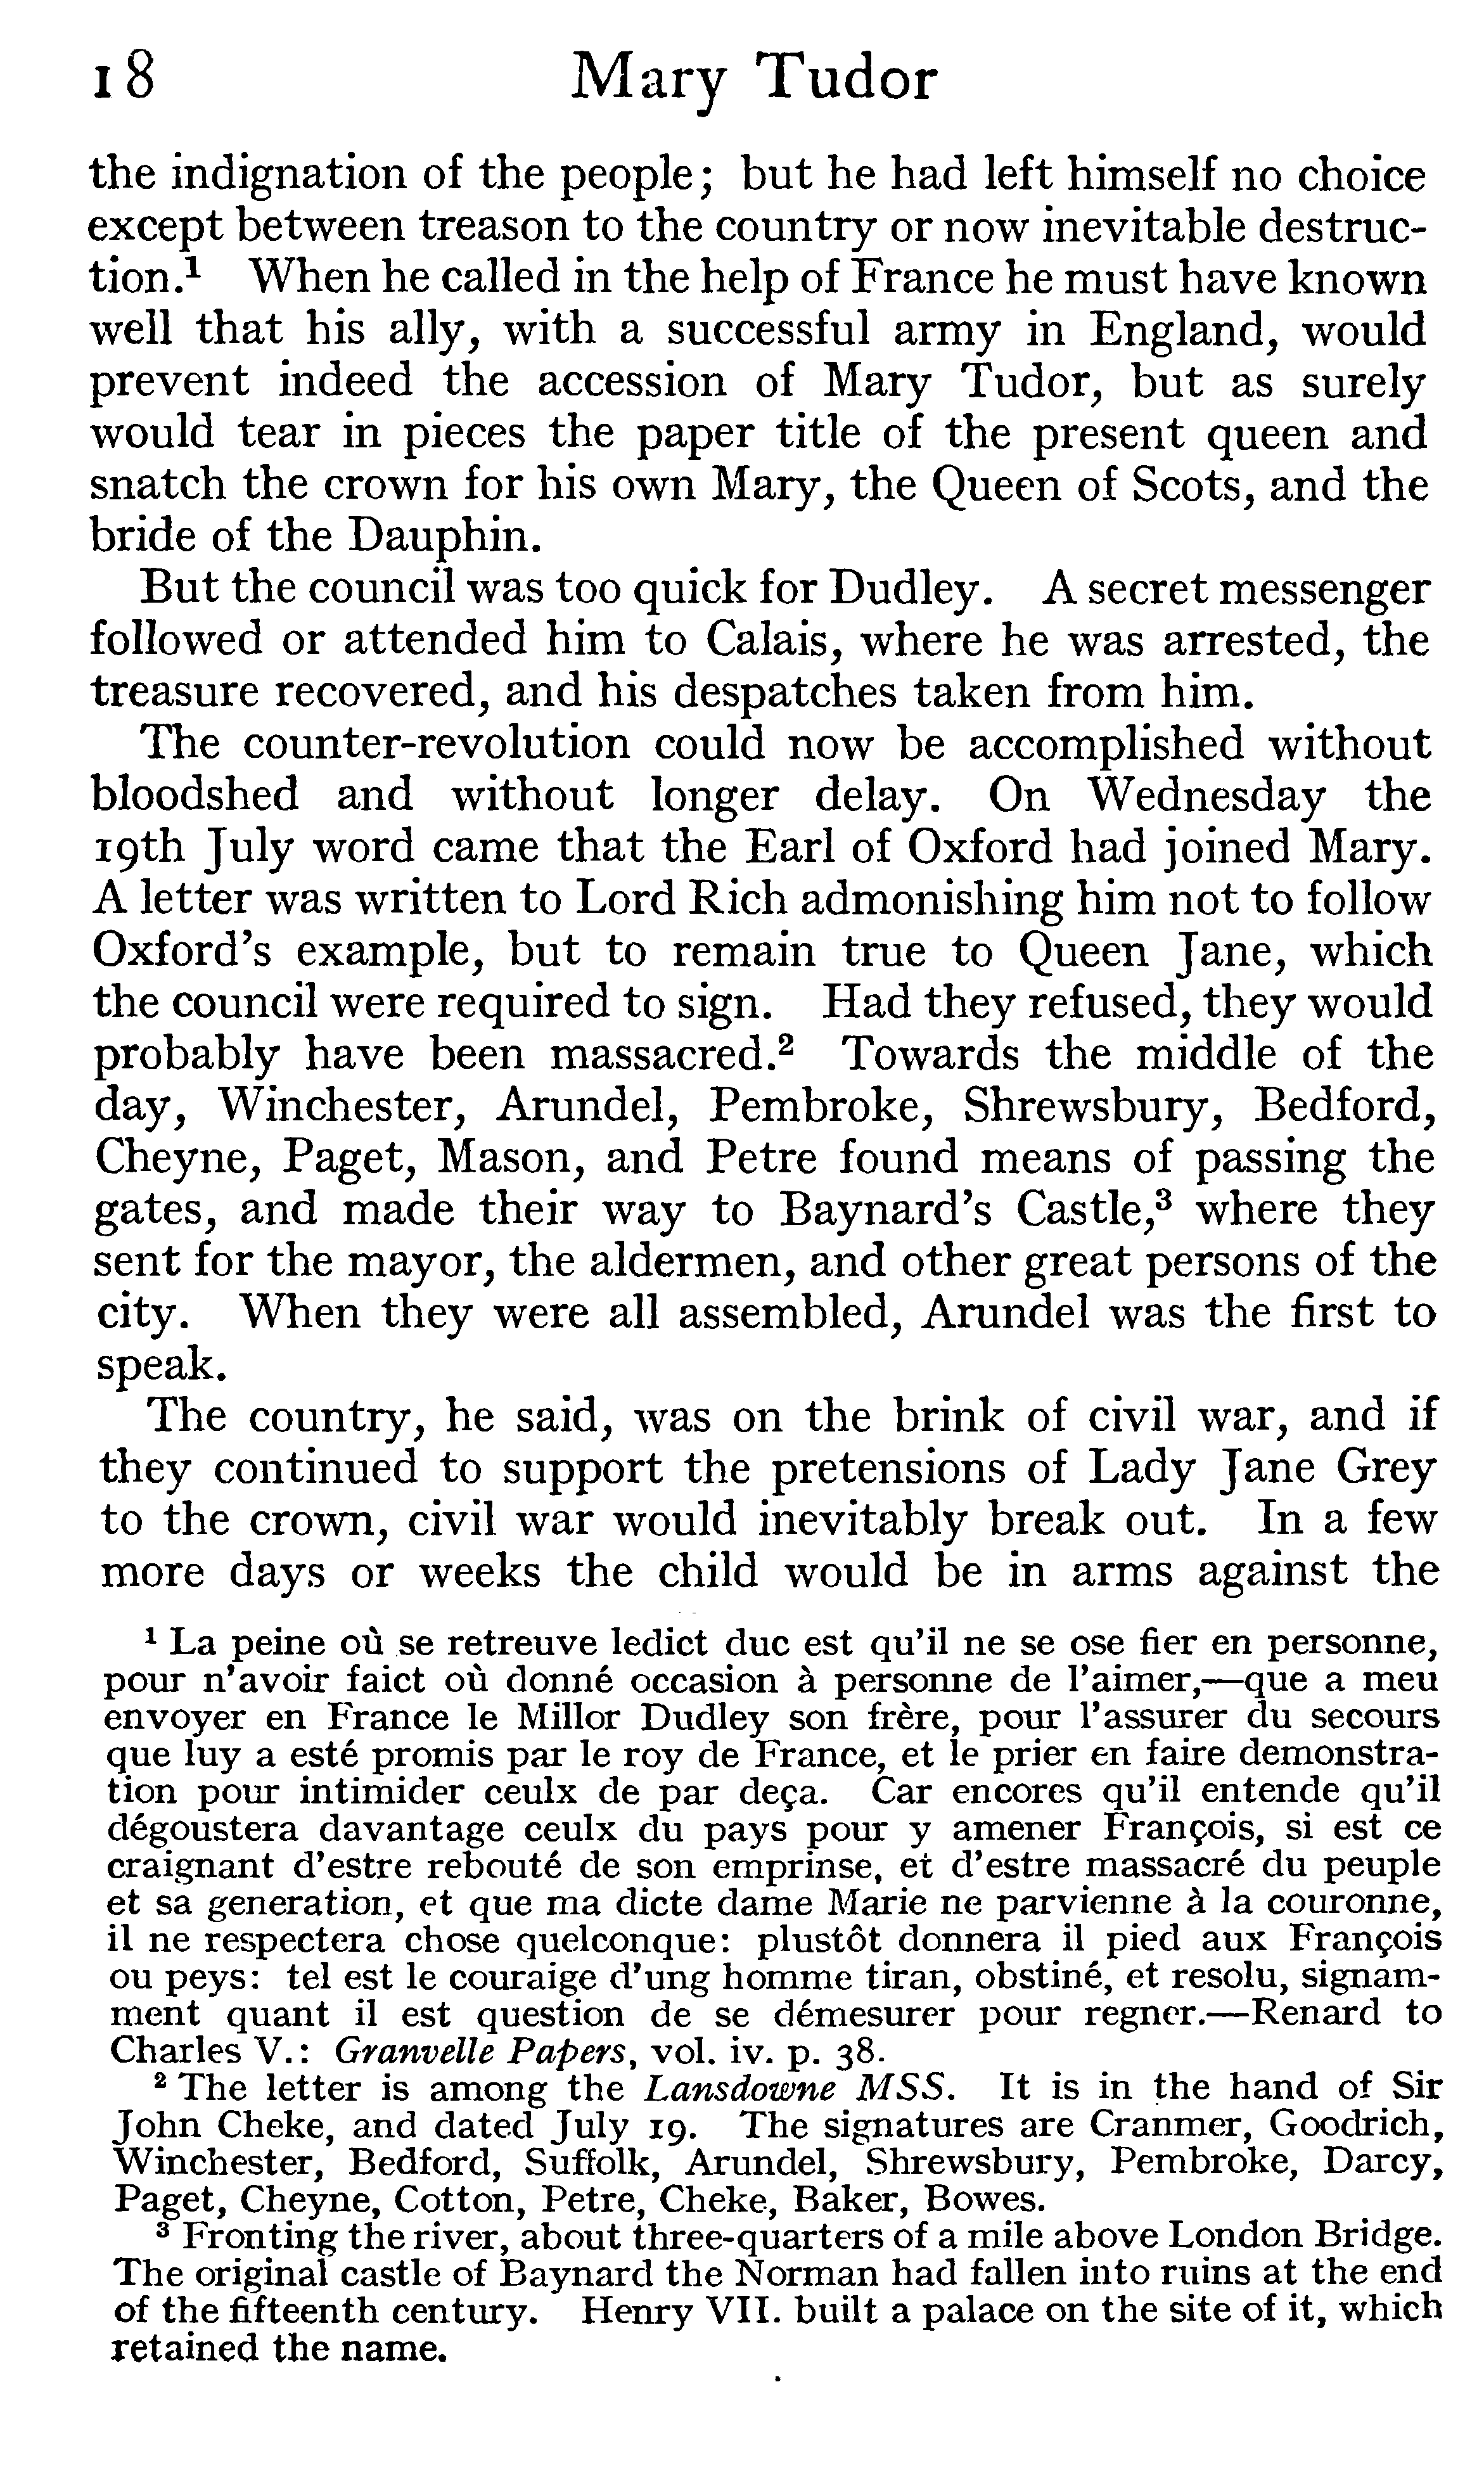 18 Mary Tudor
the indignation of the people; but he had left himself no choice
except between treason to the country or now inevitable destruc-
tion.¹ When he called in the help of France he must have known
well that his ally, with a successful army in England, would
prevent indeed the accession of Mary Tudor, but as surely
would tear in pieces the paper title of the present queen and
snatch the crown for his own Mary, the Queen of Scots, and the
bride of the Dauphin.
But the council was too quick for Dudley. A secret messenger
followed or attended him to Calais, where he was arrested, the
treasure recovered, and his despatches taken from him.
The counter-revolution could now be accomplished without
bloodshed and without longer delay. On Wednesday the
19th July word came that the Earl of Oxford had joined Mary.
A letter was written to Lord Rich admonishing him not to follow
Oxford's example, but to remain true to Queen Jane, which
the council were required to sign. Had they refused, they would
probably have been massacred.² Towards the middle of the
day, Winchester, Arundel, Pembroke, Shrewsbury, Bedford,
Cheyne, Paget, Mason, and Petre found means of passing the
gates, and made their way to Baynard's Castle,³ where they
sent for the mayor, the aldermen, and other great persons of the
city. When they were all assembled, Arundel was the first to
speak.
The country, he said, was on the brink of civil war, and if
they continued to support the pretensions of Lady Jane Grey
to the crown, civil war would inevitably break out. In a few
more days or weeks the child would be in arms against the
¹ La peine où se retreuve ledict duc est qu'il ne se ose fier en personne,
pour n'avoir faict où donné occasion à personne de l'aimer,—que a meu
envoyer en France le Millor Dudley son frère, pour l'assurer du secours
que luy a esté promis par le roy de France, et le prier en faire demonstra-
tion pour intimider ceulx de par deça. Car encores qu'il entende qu'il
dégoustera davantage ceulx du pays pour y amener François, si est ce
craignant d'estre rebouté de son emprinse, et d'estre massacré du peuple
et sa generation, et que ma dicte dame Marie ne parvienne à la couronne,
il ne respectera chose quelconque: plustôt donnera il pied aux François
ou peys: tel est le couraige d'ung homme tiran, obstiné, et resolu, signam-
ment quant il est question de se démesurer pour regner.—Renard to
Charles V.: Granvelle Papers, vol. iv. p. 38.
² The letter is among the Lansdowne MSS. It is in the hand of Sir
John Cheke, and dated July 19. The signatures are Cranmer, Goodrich,
Winchester, Bedford, Suffolk, Arundel, Shrewsbury, Pembroke, Darcy,
Paget, Cheyne, Cotton, Petre, Cheke, Baker, Bowes.
³ Fronting the river, about three-quarters of a mile above London Bridge.
The original castle of Baynard the Norman had fallen into ruins at the end
of the fifteenth century. Henry VII. built a palace on the site of it, which
retained the name.